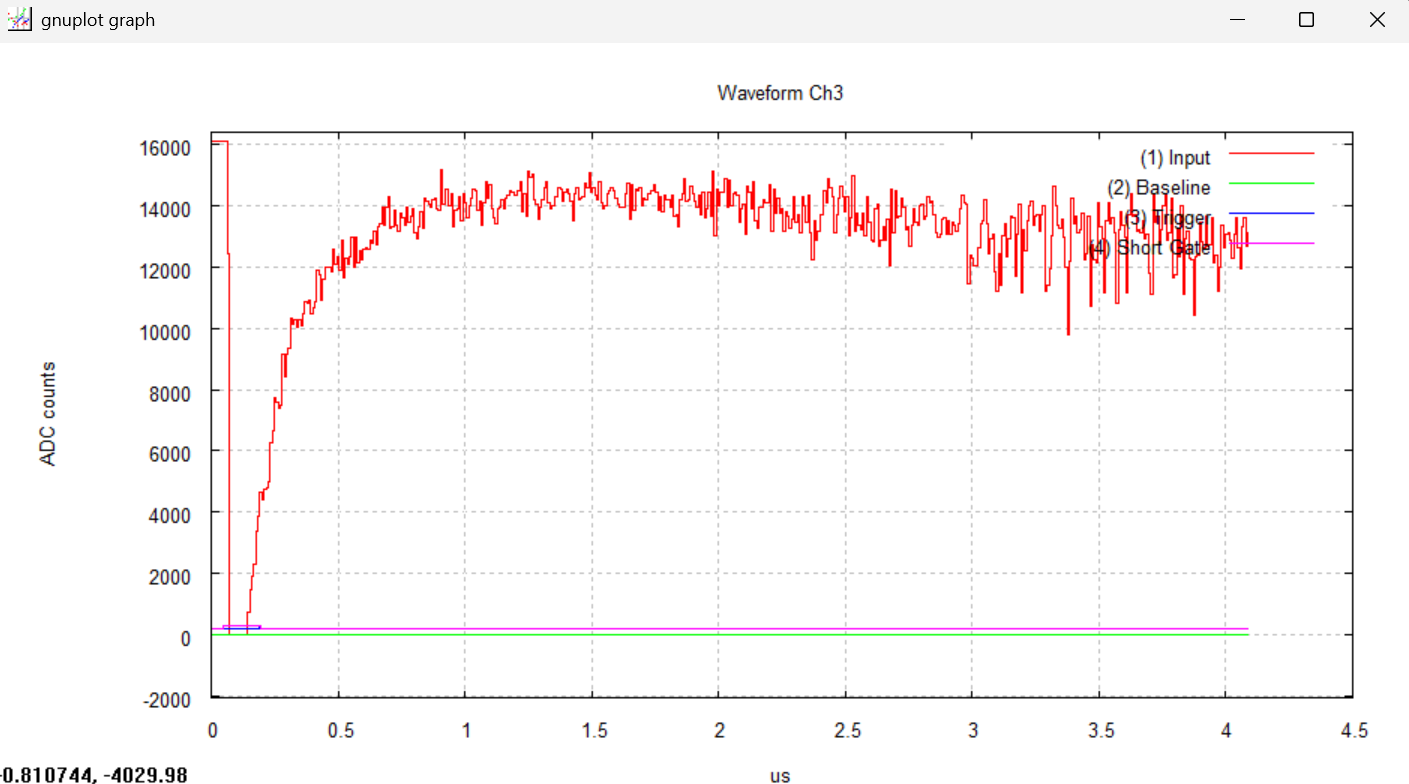 gnuplot graph
Waveform Ch3
16000
14000
12000
10000
8000
6000
4000
2000
0
-2000
ADC counts
(1) Input
(2) Baseline
(3) Trigger
(4) Short Gate
0 0.5 1 1.5 2 2.5 3 3.5 4 4.5
us
-0.810744, -4029.98